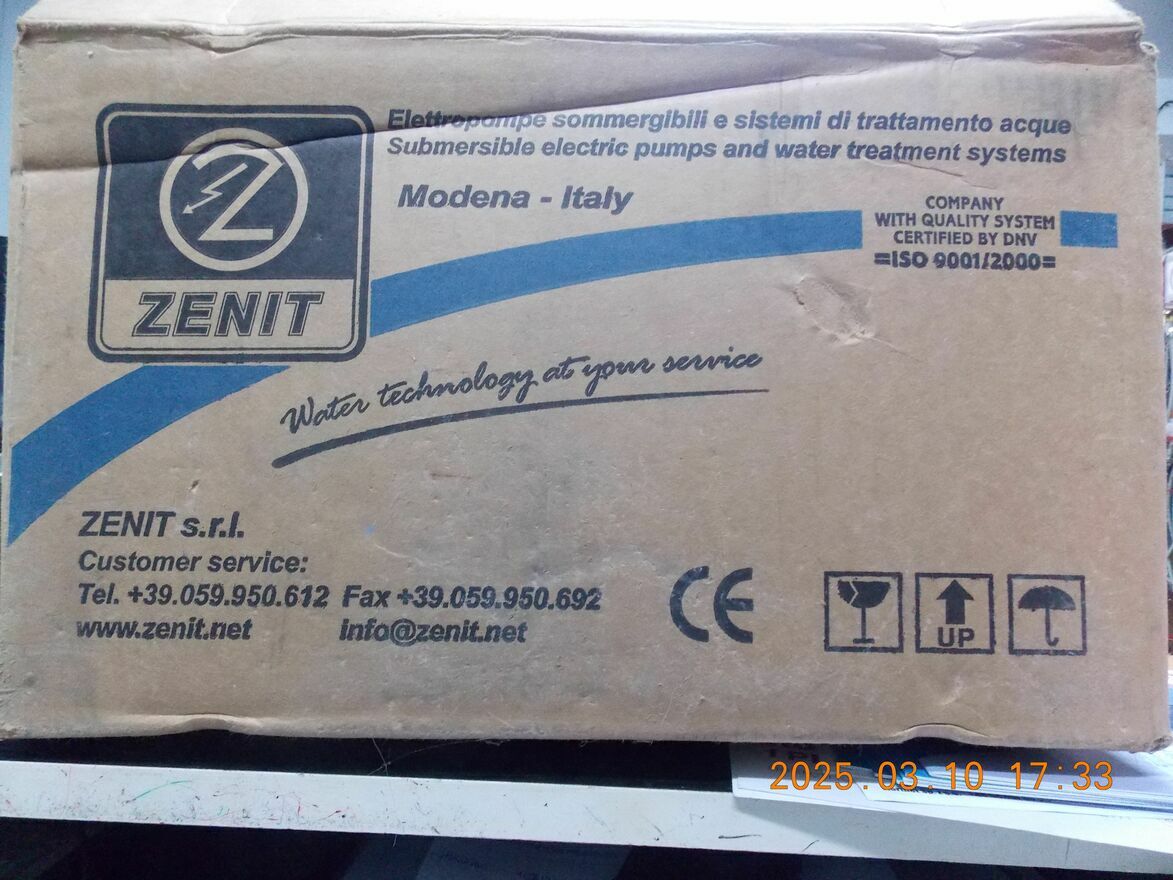 Elettropompe sommergibili e sistemi di trattamento acque
Submersible electric pumps and water treatment systems
Modena - Italy
COMPANY
WITH QUALITY SYSTEM
CERTIFIED BY DNV
=ISO 9001/2000=
Z
ZENIT
Water technology at your service
ZENIT s.r.l.
Customer service:
Tel. +39.059.950.612 Fax +39.059.950.692
www.zenit.net info@zenit.net
CE
UP
2025.03.10 17:33